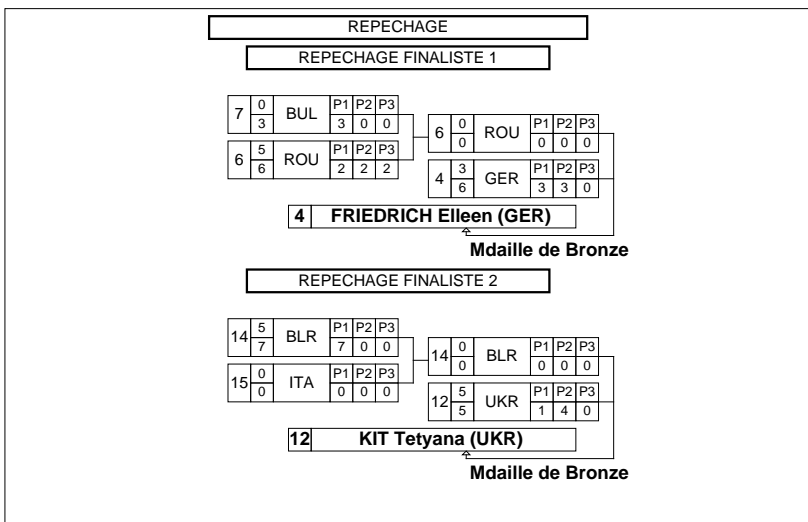 REPECHAGE
REPECHAGE FINALISTE 1
7 0 3 BUL P1 P2 P3 3 0 0
6 5 6 ROU P1 P2 P3 2 2 2
6 0 0 ROU P1 P2 P3 0 0 0
4 3 6 GER P1 P2 P3 3 3 0
4 FRIEDRICH Elleen (GER)
Mdaille de Bronze
REPECHAGE FINALISTE 2
14 5 7 BLR P1 P2 P3 7 0 0
15 0 0 ITA P1 P2 P3 0 0 0
14 0 0 BLR P1 P2 P3 0 0 0
12 5 5 UKR P1 P2 P3 1 4 0
12 KIT Tetyana (UKR)
Mdaille de Bronze